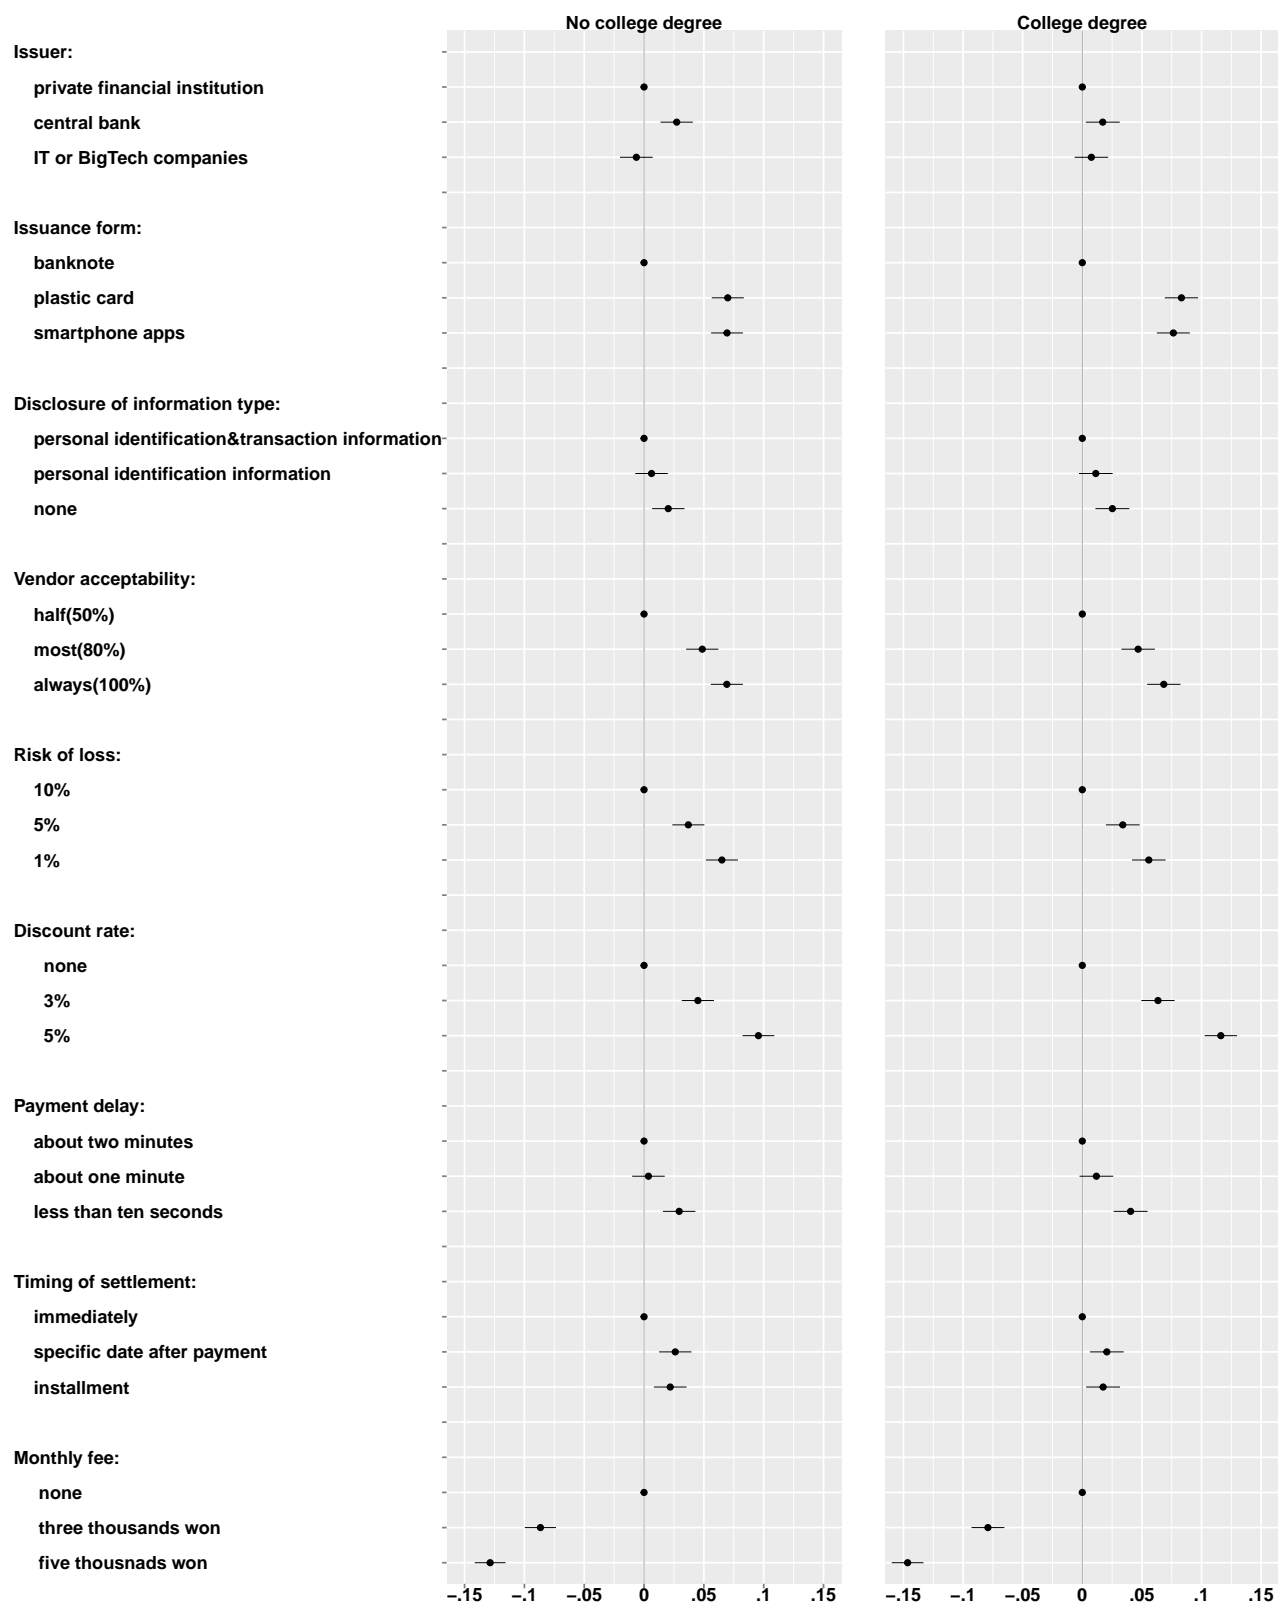 No college degree College degree
Issuer:
private financial institution
central bank
IT or BigTech companies
Issuance form:
banknote
plastic card
smartphone apps
Disclosure of information type:
personal identification&transaction information
personal identification information
none
Vendor acceptability:
half(50%)
most(80%)
always(100%)
Risk of loss:
10%
5%
1%
Discount rate:
none
3%
5%
Payment delay:
about two minutes
about one minute
less than ten seconds
Timing of settlement:
immediately
specific date after payment
installment
Monthly fee:
none
three thousands won
five thousnads won
−.15 −.1 −.05 0 .05 .1 .15 −.15 −.1 −.05 0 .05 .1 .15